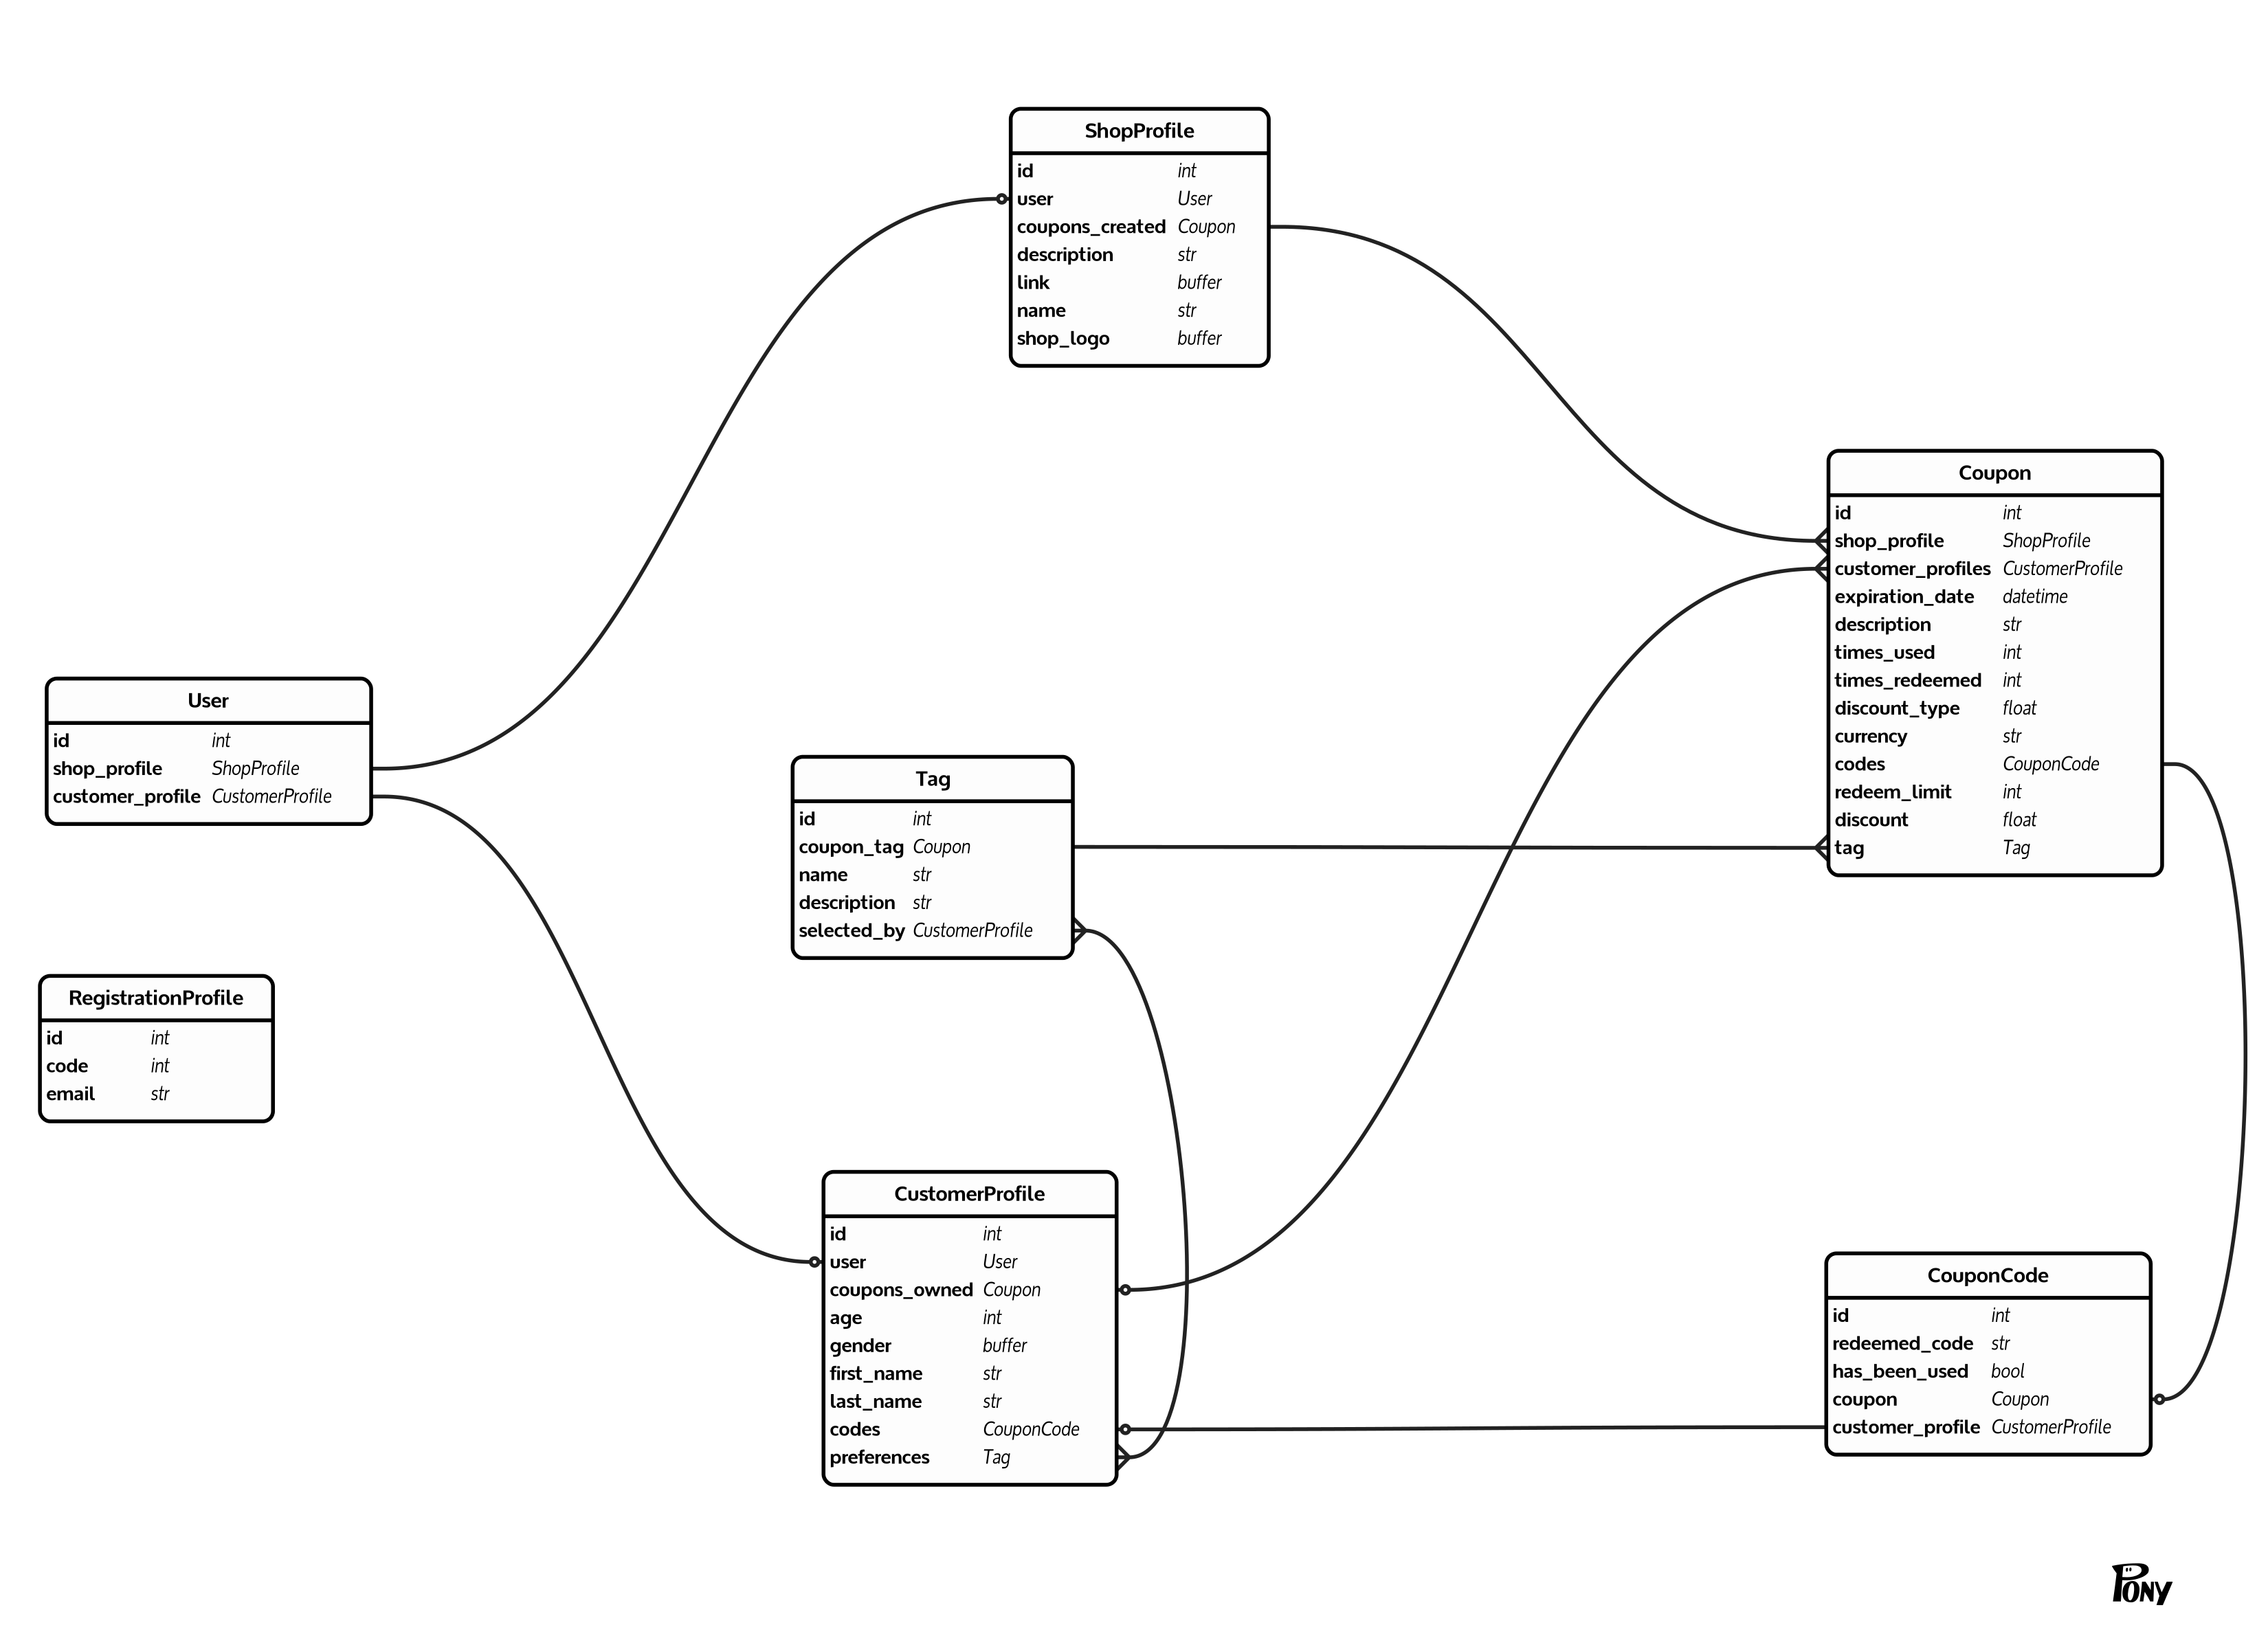 ShopProfile
id int
user User
coupons_created Coupon
description str
link buffer
name str
shop_logo buffer
Coupon
id int
shop_profile ShopProfile
customer_profiles CustomerProfile
expiration_date datetime
description str
times_used int
times_redeemed int
discount_type float
currency str
codes CouponCode
redeem_limit int
discount float
tag Tag
User
id int
shop_profile ShopProfile
customer_profile CustomerProfile
Tag
id int
coupon_tag Coupon
name str
description str
selected_by CustomerProfile
RegistrationProfile
id int
code int
email str
CustomerProfile
id int
user User
coupons_owned Coupon
age int
gender buffer
first_name str
last_name str
codes CouponCode
preferences Tag
CouponCode
id int
redeemed_code str
has_been_used bool
coupon Coupon
customer_profile CustomerProfile
PONY